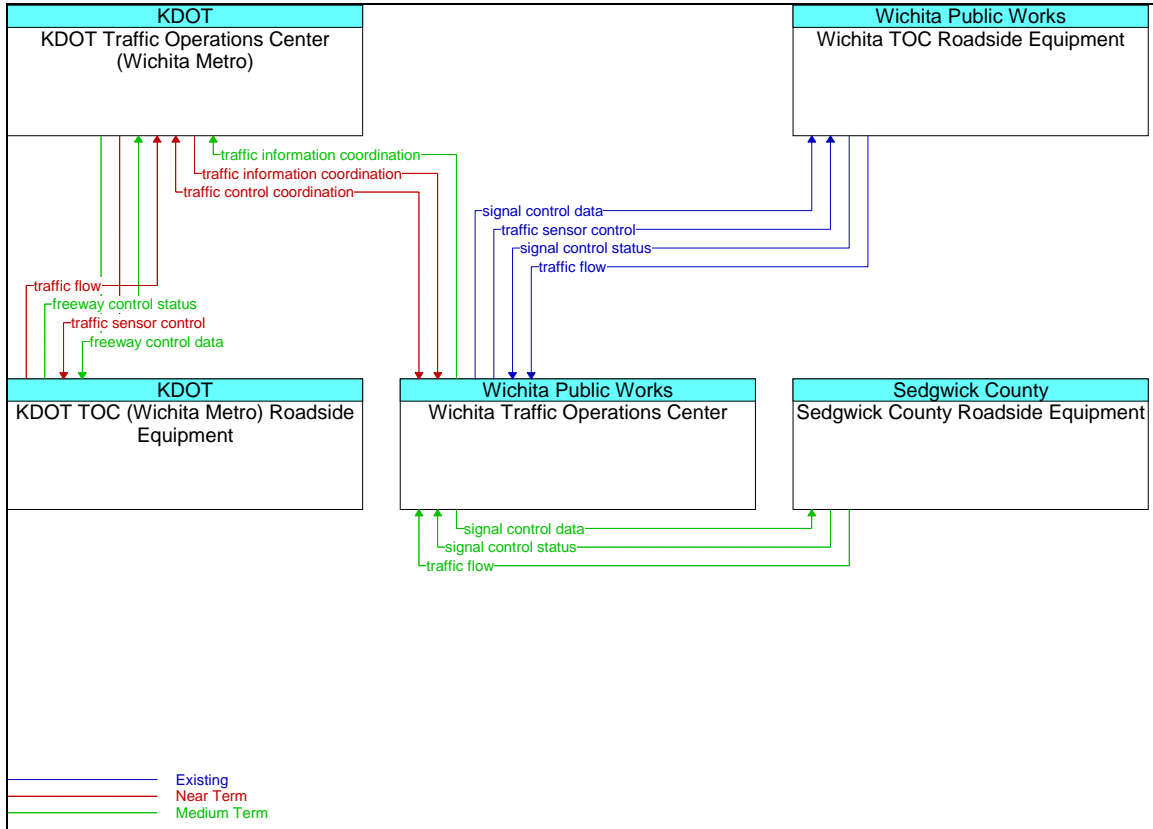 KDOT
KDOT Traffic Operations Center
(Wichita Metro)
Wichita Public Works
Wichita TOC Roadside Equipment
traffic information coordination
traffic information coordination
traffic control coordination
signal control data
traffic sensor control
signal control status
traffic flow
traffic flow
freeway control status
traffic sensor control
freeway control data
KDOT
KDOT TOC (Wichita Metro) Roadside
Equipment
Wichita Public Works
Wichita Traffic Operations Center
Sedgwick County
Sedgwick County Roadside Equipment
signal control data
signal control status
traffic flow
Existing
Near Term
Medium Term